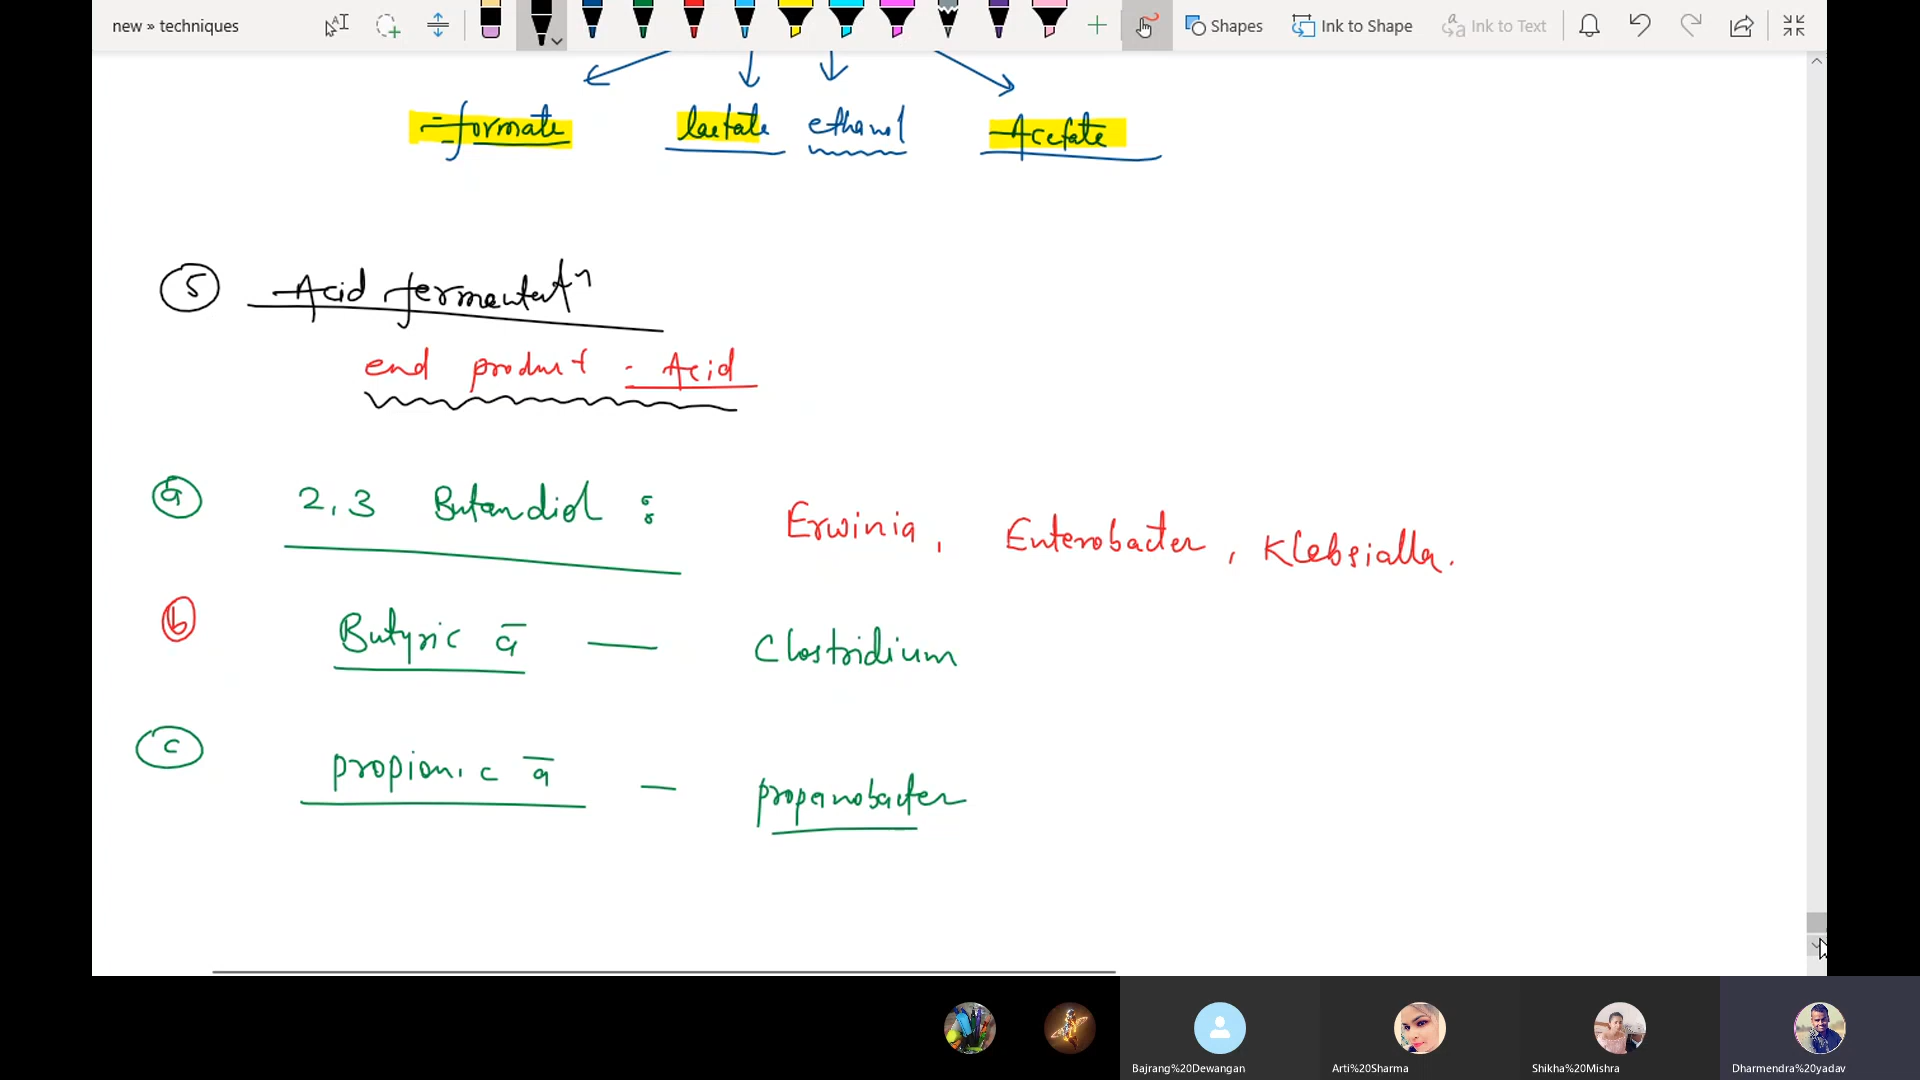 new » techniques
Shapes
Ink to Shape
Ink to Text
formate lactate ethanol Acetate
5 Acid fermentatⁿ
end product - Acid
a 2,3 Butandiol : Erwinia, Enterobacter, Klebsialla.
b Butyric a̅ — Clostridium
c propionic a̅ — propanobacter
Bajrang%20Dewangan
Arti%20Sharma
Shikha%20Mishra
Dharmendra%20yadav